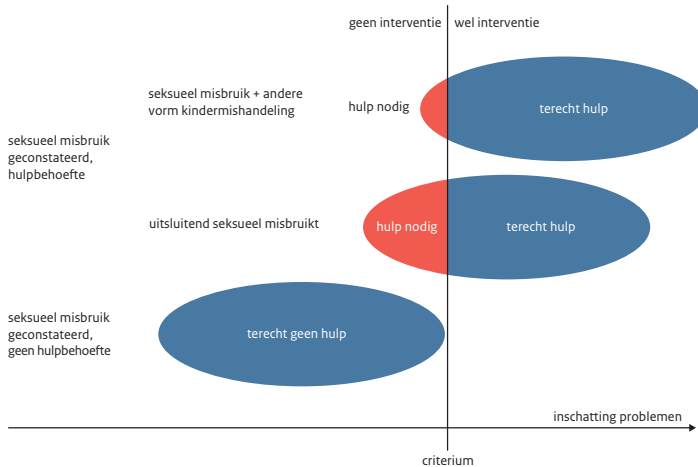 geen interventie
wel interventie
seksueel misbruik + andere
vorm kindermishandeling
hulp nodig
terecht hulp
seksueel misbruik
geconstateerd,
hulpbehoefte
uitsluitend seksueel misbruikt
hulp nodig
terecht hulp
seksueel misbruik
geconstateerd,
geen hulpbehoefte
terecht geen hulp
inschatting problemen
criterium